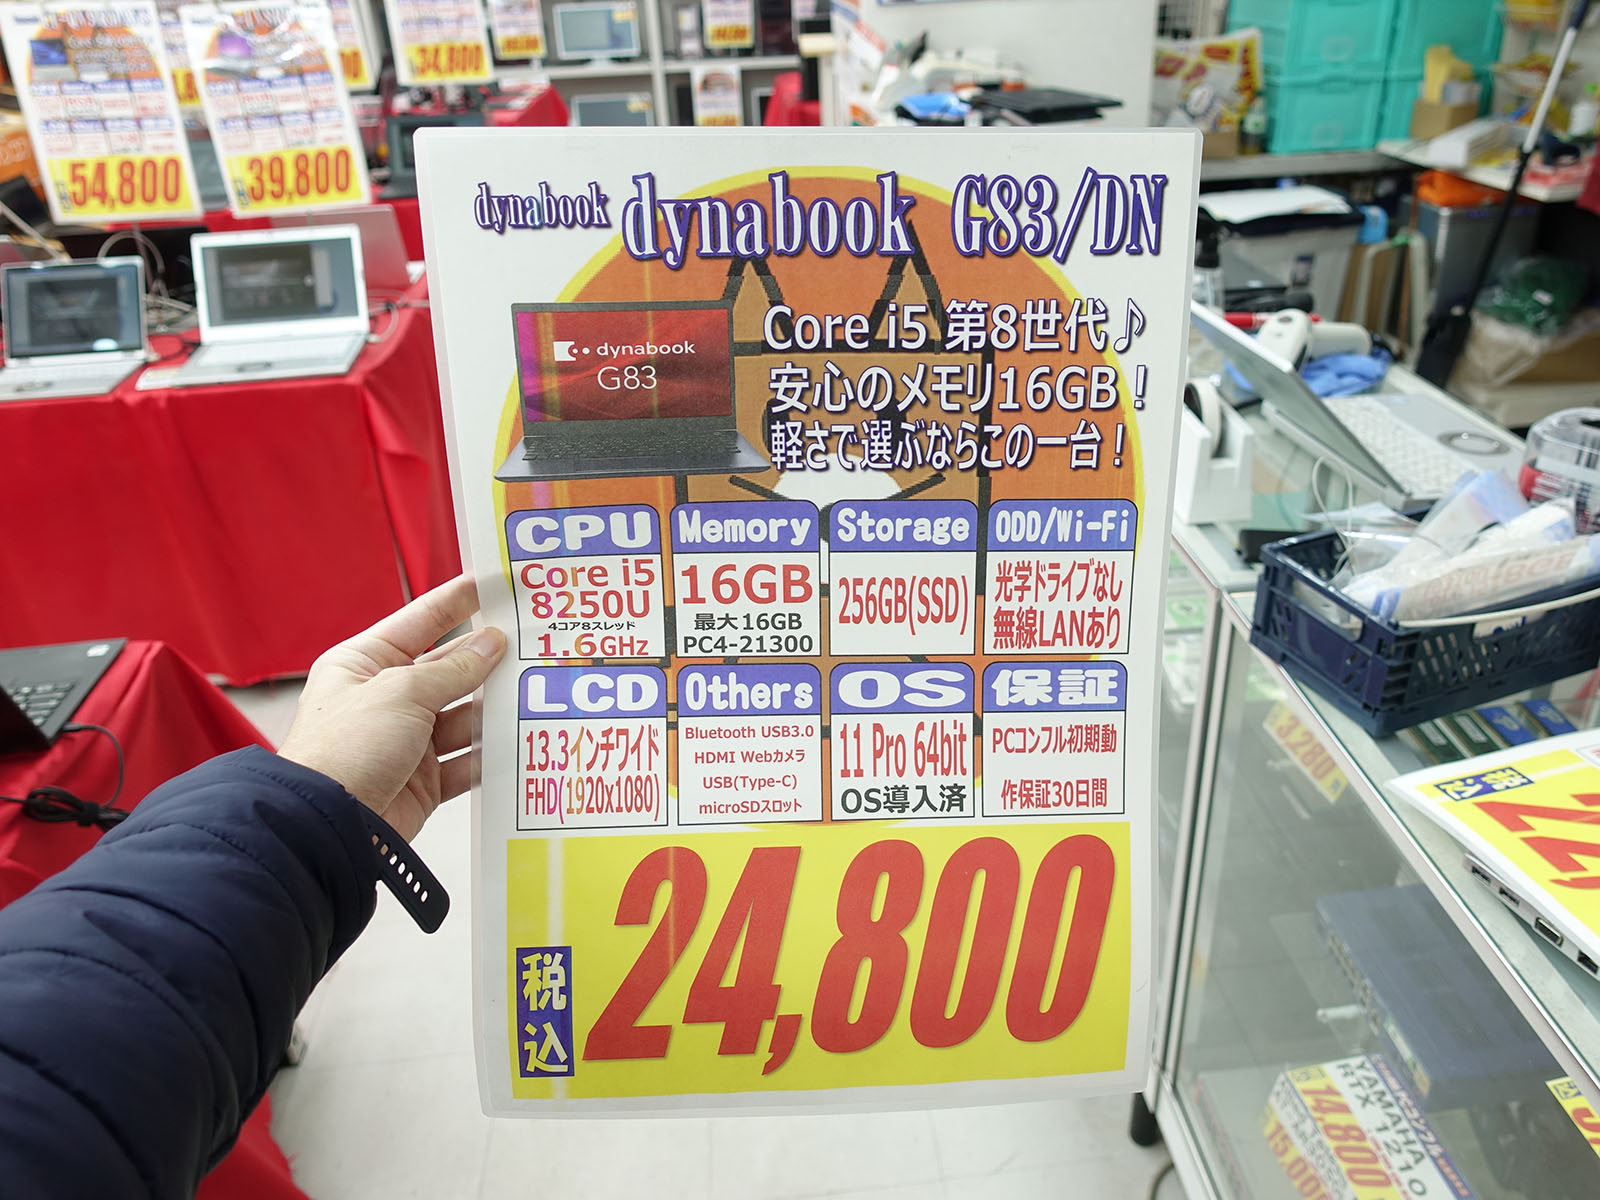 54,800
39,800
34,800
dynabook dynabook G83/DN
dynabook
G83
Core i5 第8世代♪
安心のメモリ16GB！
軽さで選ぶならこの一台！
CPU
Core i5
8250U
4コア8スレッド
1.6GHz
Memory
16GB
最大16GB
PC4-21300
Storage
256GB(SSD)
ODD/Wi-Fi
光学ドライブなし
無線LANあり
LCD
13.3インチワイド
FHD(1920x1080)
Others
Bluetooth USB3.0
HDMI Webカメラ
USB(Type-C)
microSDスロット
OS
11 Pro 64bit
OS導入済
保証
PCコンフル初期動
作保証30日間
税込
24,800
3,280
税込
YAMAHA
RTX 1210
14,800